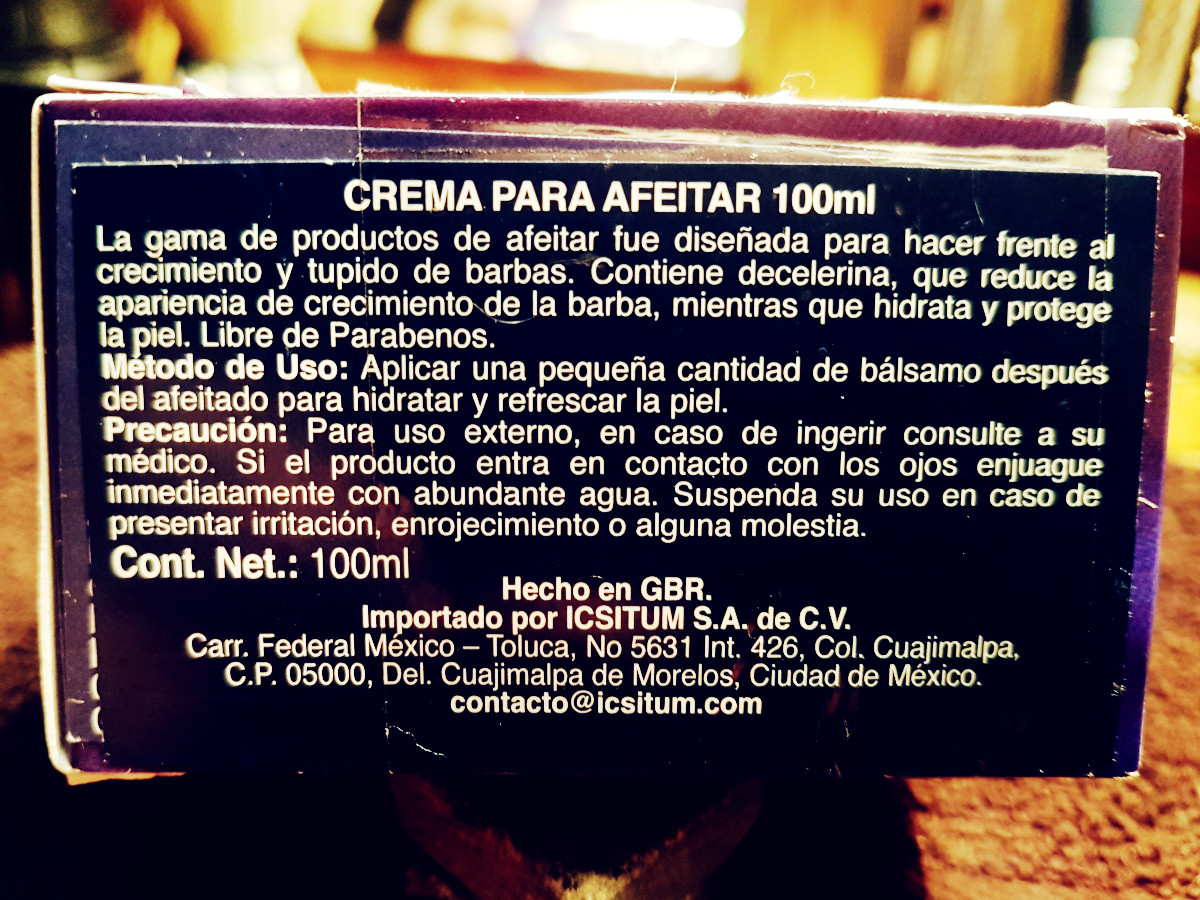 CREMA PARA AFEITAR 100ml
La gama de productos de afeitar fue diseñada para hacer frente al
crecimiento y tupido de barbas. Contiene decelerina, que reduce la
apariencia de crecimiento de la barba, mientras que hidrata y protege
la piel. Libre de Parabenos.
Método de Uso: Aplicar una pequeña cantidad de bálsamo después
del afeitado para hidratar y refrescar la piel.
Precaución: Para uso externo, en caso de ingerir consulte a su
médico. Si el producto entra en contacto con los ojos enjuague
inmediatamente con abundante agua. Suspenda su uso en caso de
presentar irritación, enrojecimiento o alguna molestia.
Cont. Net.: 100ml
Hecho en GBR.
Importado por ICSITUM S.A. de C.V.
Carr. Federal México – Toluca, No 5631 Int. 426, Col. Cuajimalpa,
C.P. 05000, Del. Cuajimalpa de Morelos, Ciudad de México.
contacto@icsitum.com